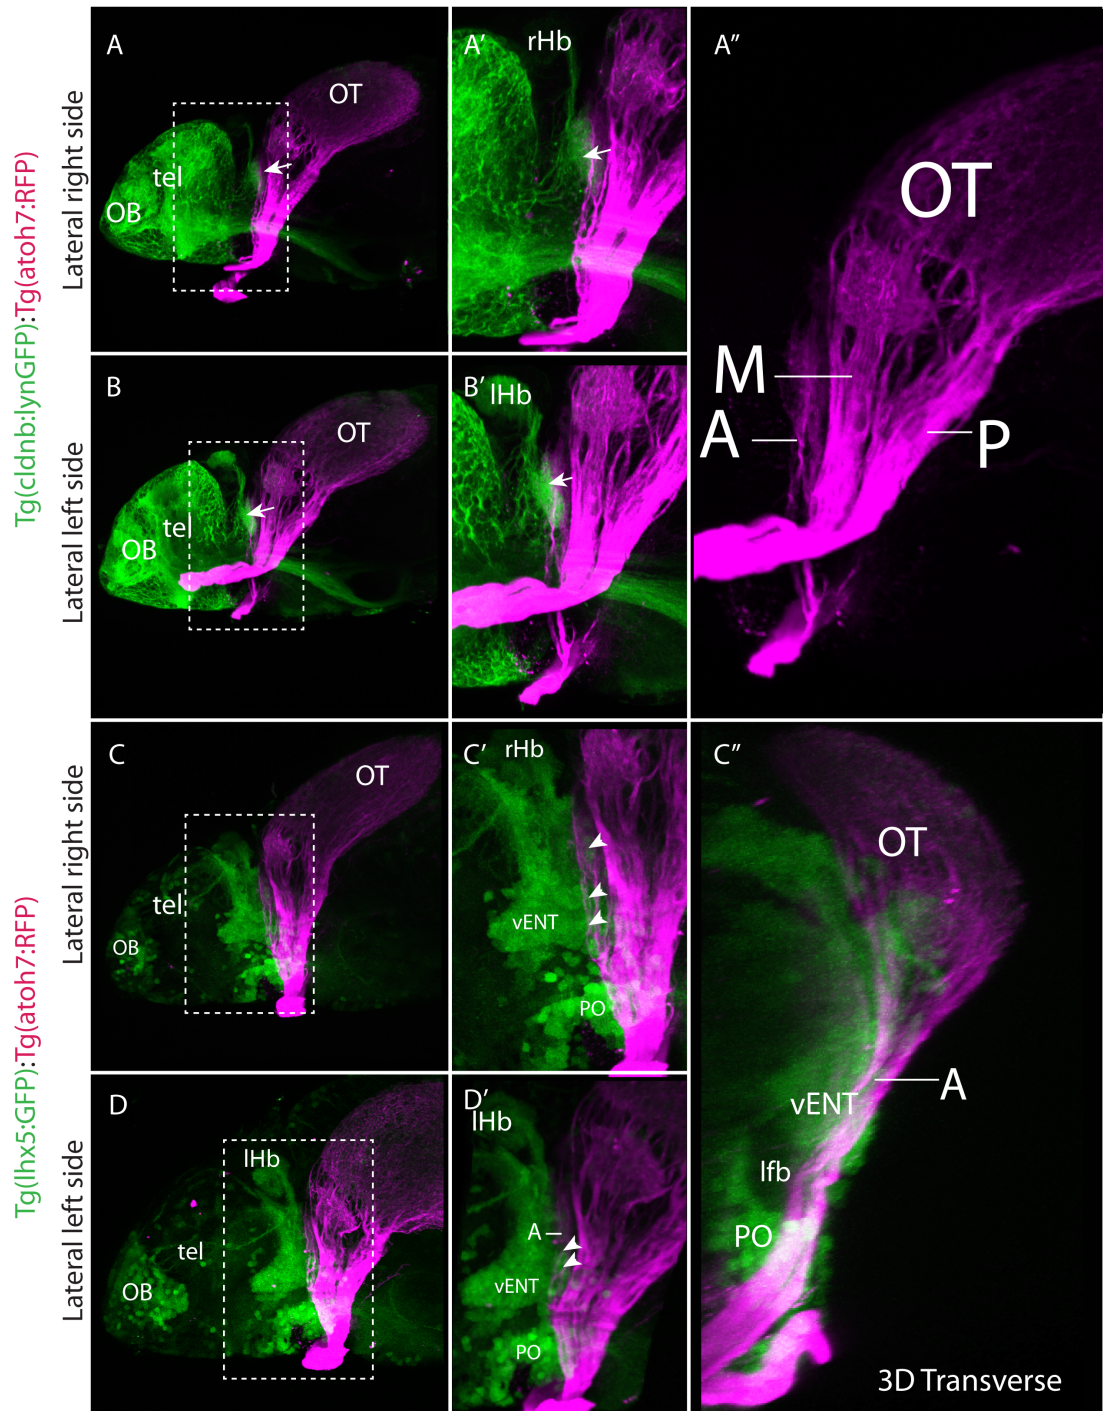 Tg(cldnb:lynGFP):Tg(atoh7:RFP)
Lateral right side
A
OT
tel
OB
A'
rHb
A''
OT
M
A
P
Lateral left side
B
OT
tel
OB
B'
lHb
Tg(lhx5:GFP):Tg(atoh7:RFP)
Lateral right side
C
OT
tel
OB
C'
rHb
vENT
PO
C''
OT
A
vENT
lfb
PO
3D Transverse
Lateral left side
D
lHb
tel
OB
D'
lHb
A
vENT
PO